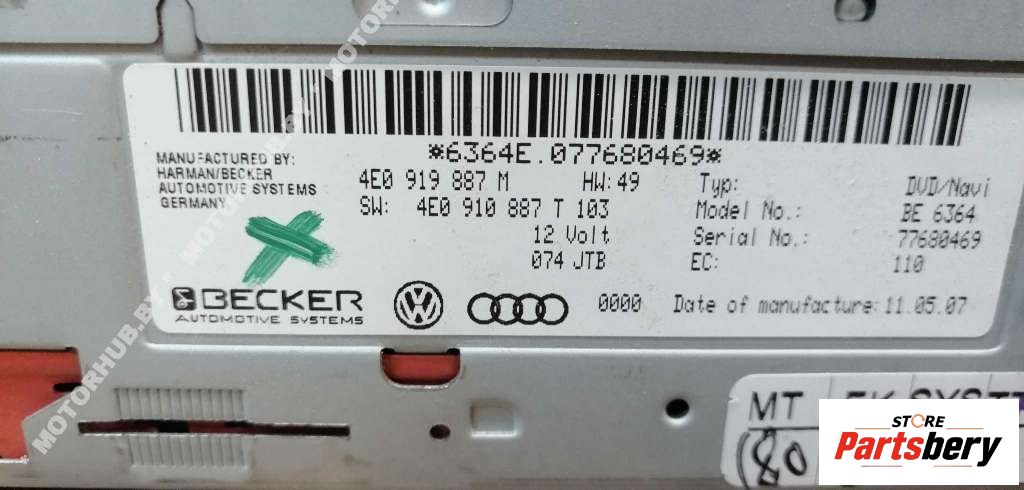 *6364E.077680469*
MANUFACTURED BY:
HARMAN/BECKER
AUTOMOTIVE SYSTEMS
GERMANY
4E0 919 887 M HW: 49
SW: 4E0 910 887 T 103
12 Volt
074 JTB
Typ: DVD/Navi
Model No.: BE 6364
Serial No.: 77680469
EC: 110
BECKER
AUTOMOTIVE SYSTEMS
0000 Date of manufacture: 11.05.07
MT
(80
STORE
Partsbery
MOTORHUB.BY